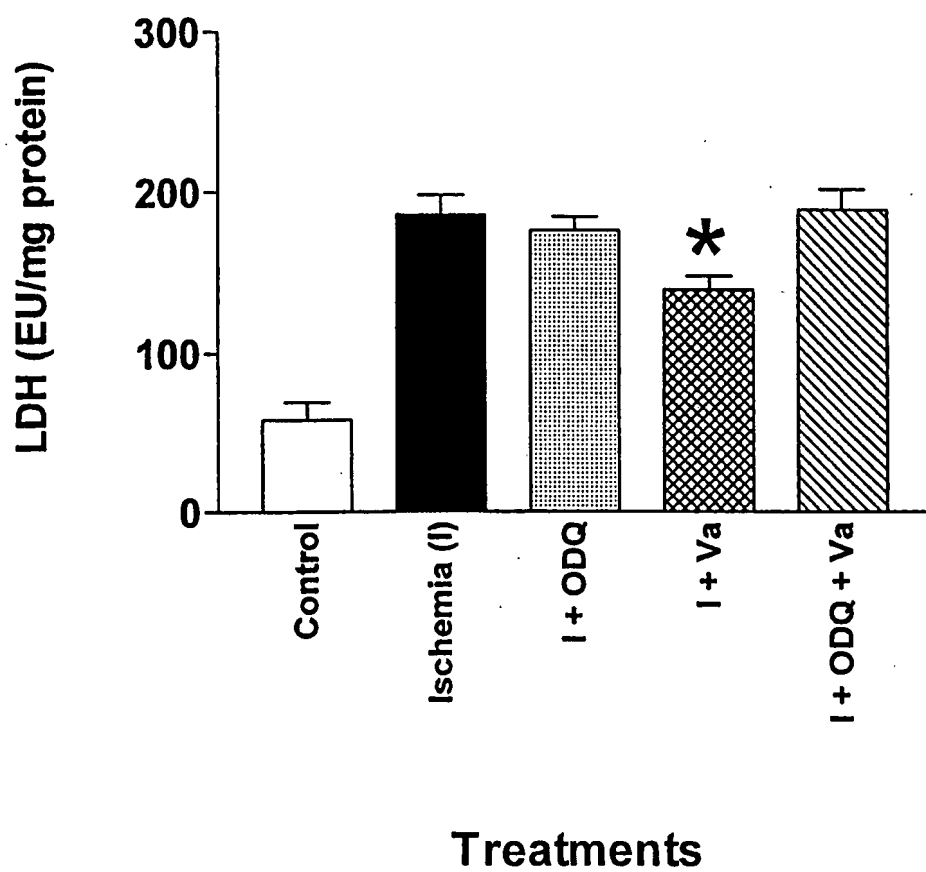 LDH (EU/mg protein)
300
200
100
0
*
Control
Ischemia (I)
I + ODQ
I + Va
I + ODQ + Va
Treatments